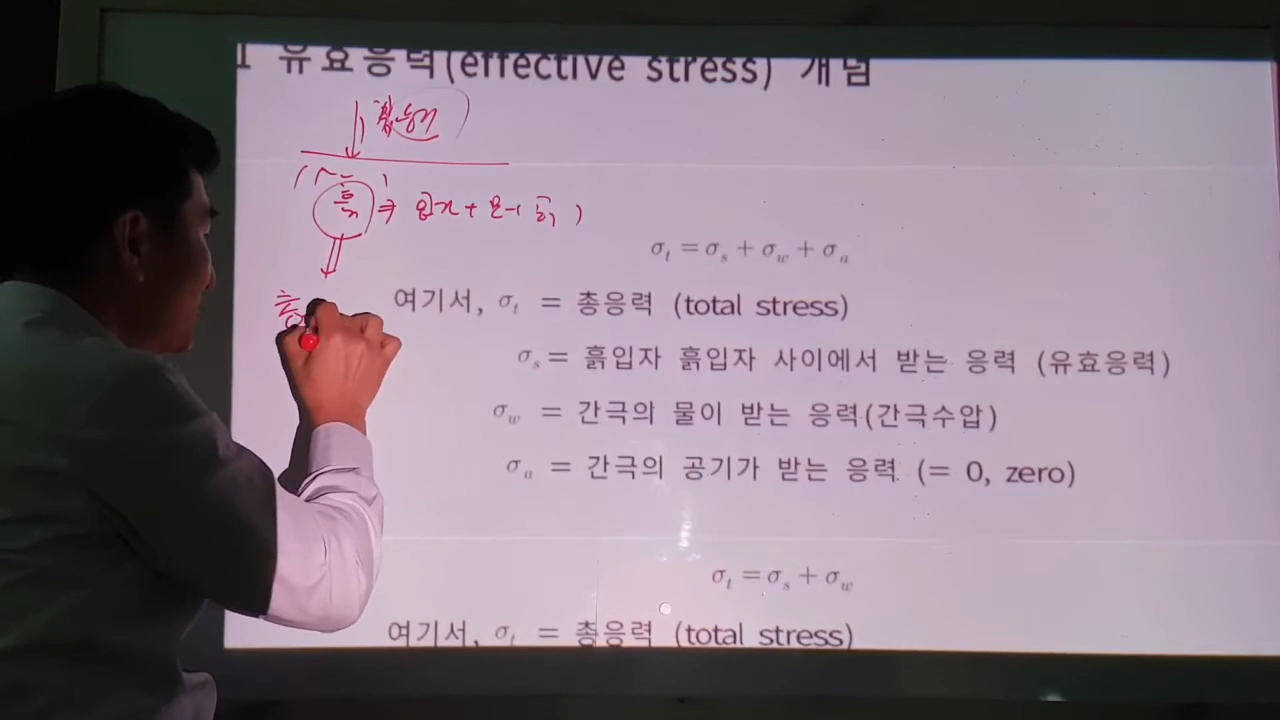 1 유효응력(effective stress) 개념
흙 ⇒
σt = σs + σw + σa
여기서, σt = 총응력 (total stress)
σs = 흙입자 흙입자 사이에서 받는 응력 (유효응력)
σw = 간극의 물이 받는 응력(간극수압)
σa = 간극의 공기가 받는 응력 (= 0, zero)
σt = σs + σw
여기서, σt = 총응력 (total stress)